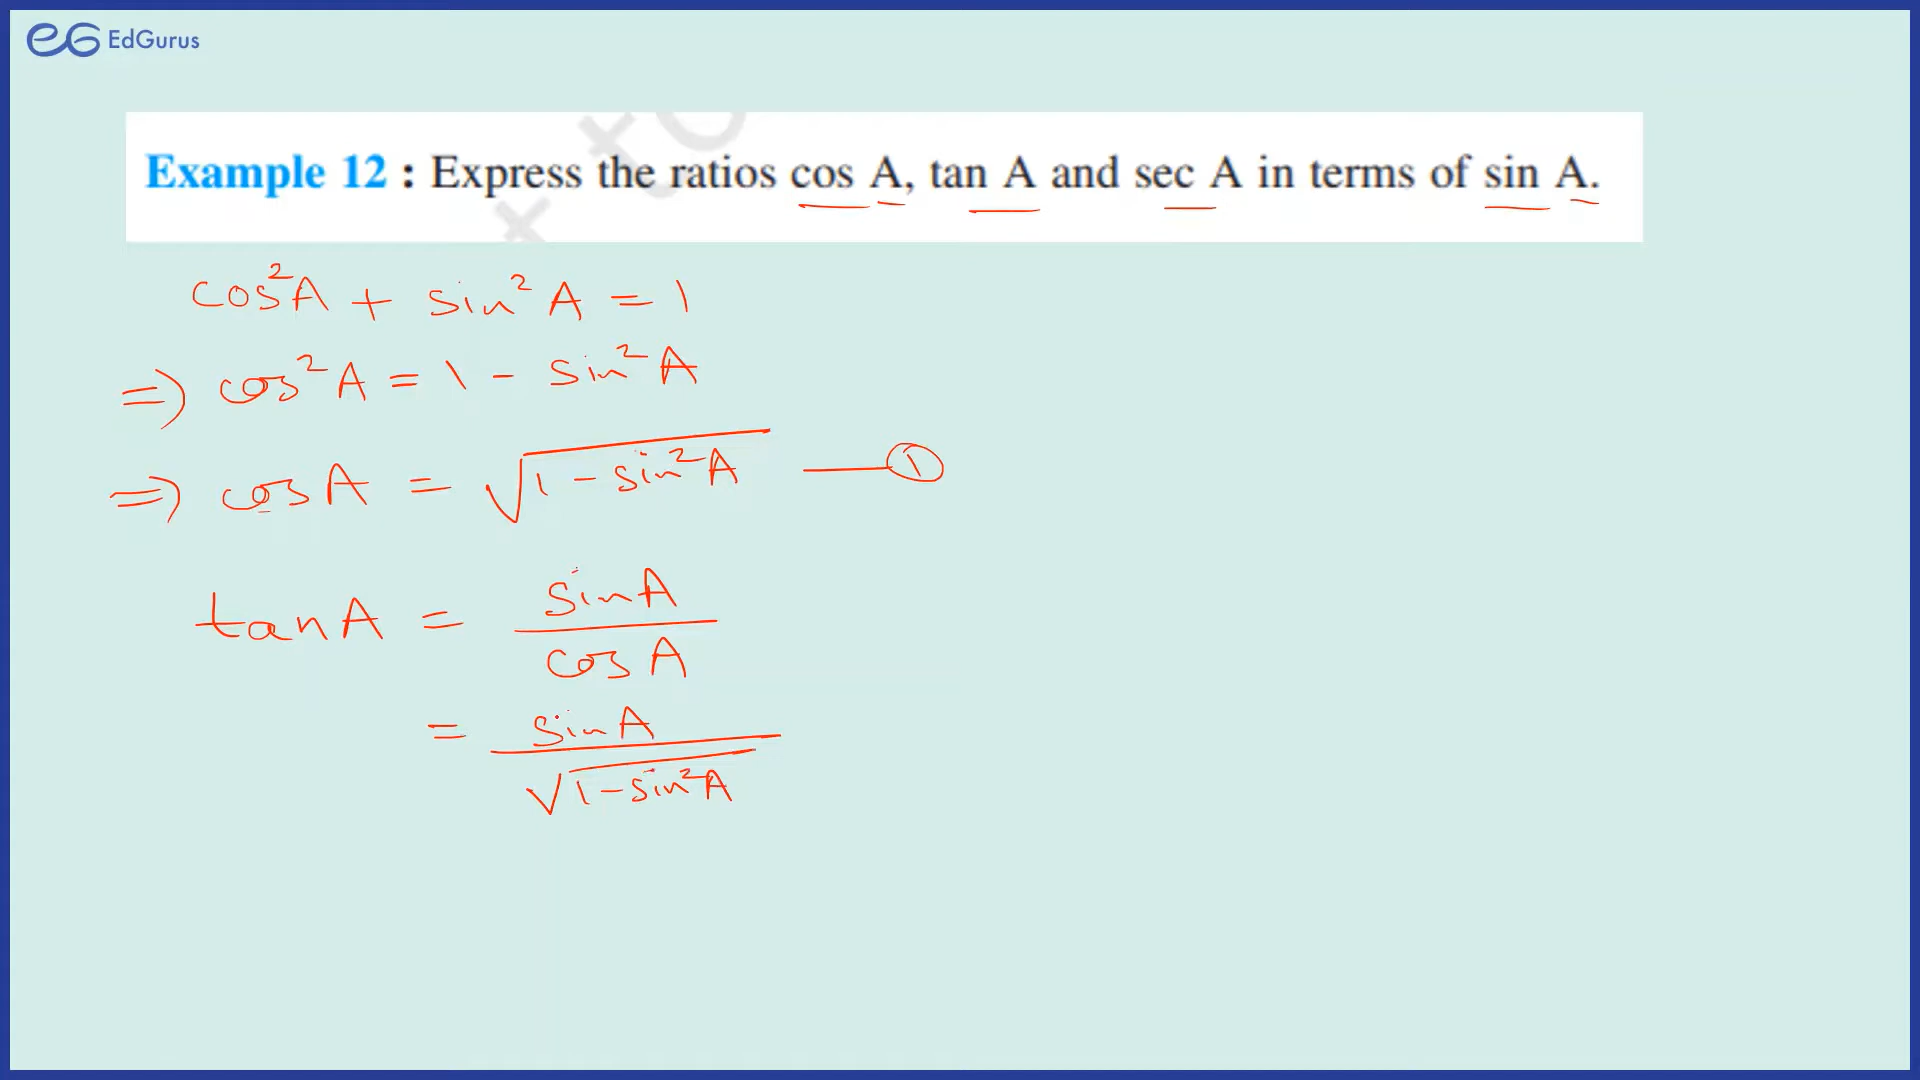 EG EdGurus
Example 12 : Express the ratios cos A, tan A and sec A in terms of sin A.
cos²A + sin²A = 1
⇒ cos²A = 1 - sin²A
⇒ cos A = √1 - sin²A — ①
tan A = sin A / cos A
= sin A / √1 - sin²A